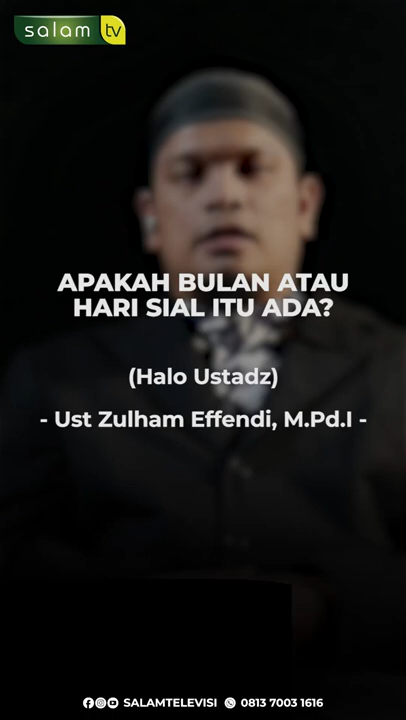 salam tv
APAKAH BULAN ATAU
HARI SIAL ITU ADA?
(Halo Ustadz)
- Ust Zulham Effendi, M.Pd.I -
SALAMTELEVISI 0813 7003 1616